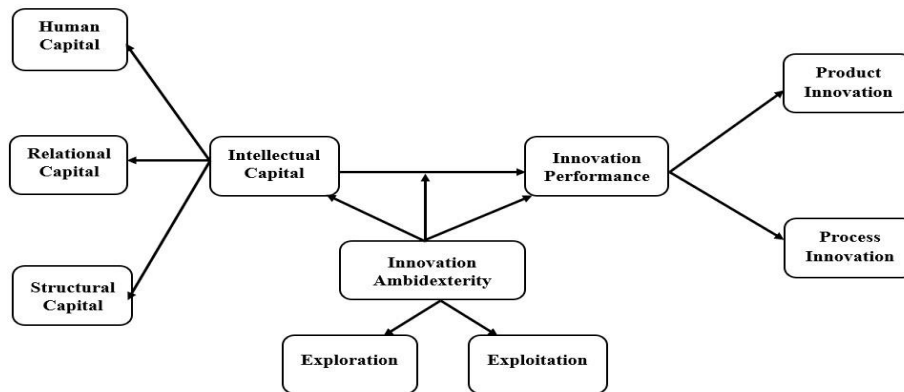 Human
Capital
Relational
Capital
Structural
Capital
Intellectual
Capital
Innovation
Performance
Innovation
Ambidexterity
Exploration
Exploitation
Product
Innovation
Process
Innovation